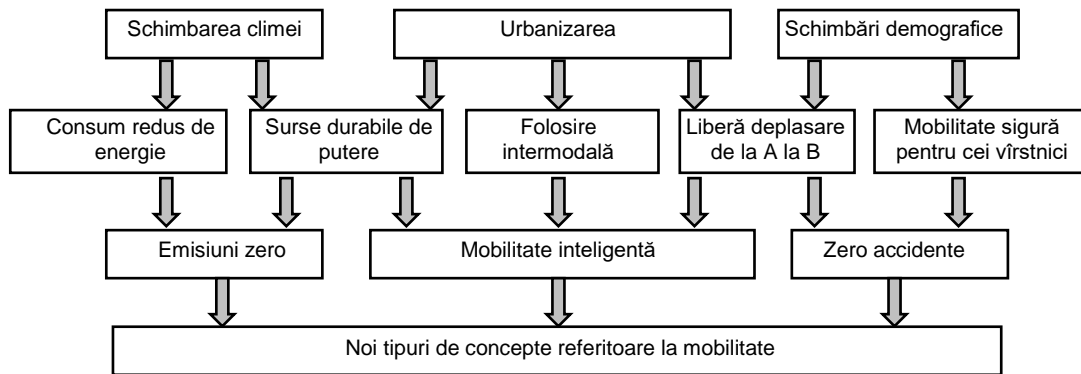 Schimbarea climei
Urbanizarea
Schimbări demografice
Consum redus de
energie
Surse durabile de
putere
Folosire
intermodală
Liberă deplasare
de la A la B
Mobilitate sigură
pentru cei vîrstnici
Emisiuni zero
Mobilitate inteligentă
Zero accidente
Noi tipuri de concepte referitoare la mobilitate